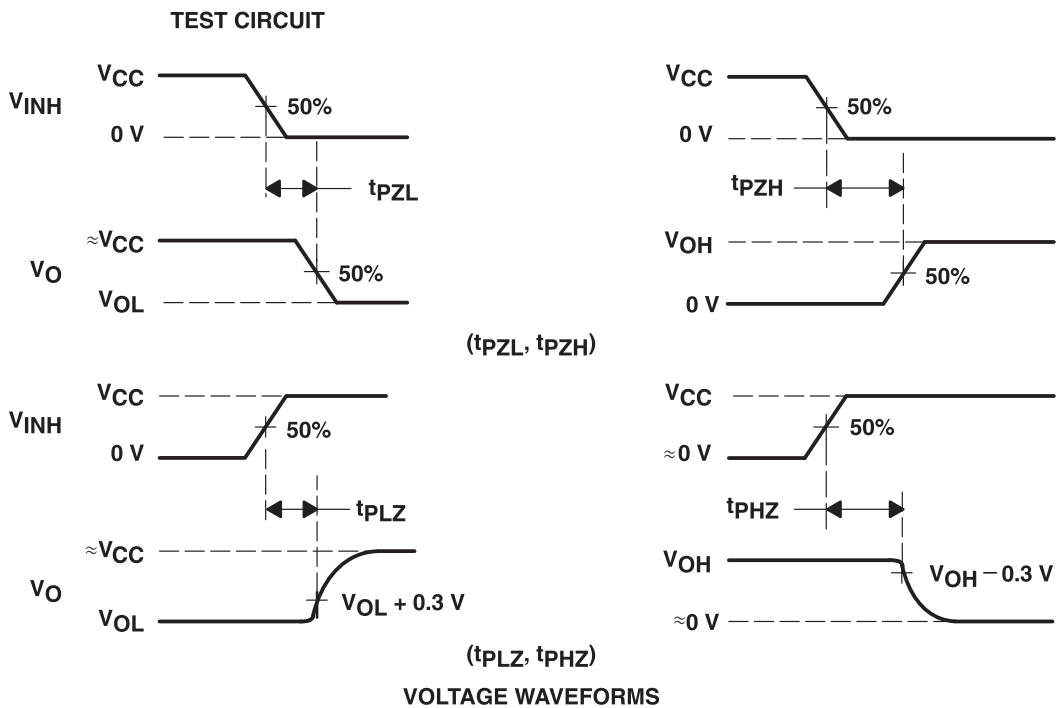 TEST CIRCUIT
VINH
VCC
50%
0 V
tPZL
VO
≈VCC
50%
VOL
VCC
50%
0 V
tPZH
VOH
50%
0 V
(tPZL, tPZH)
VINH
VCC
50%
0 V
tPLZ
VO
≈VCC
VOL + 0.3 V
VOL
VCC
50%
≈0 V
tPHZ
VOH
VOH – 0.3 V
≈0 V
(tPLZ, tPHZ)
VOLTAGE WAVEFORMS